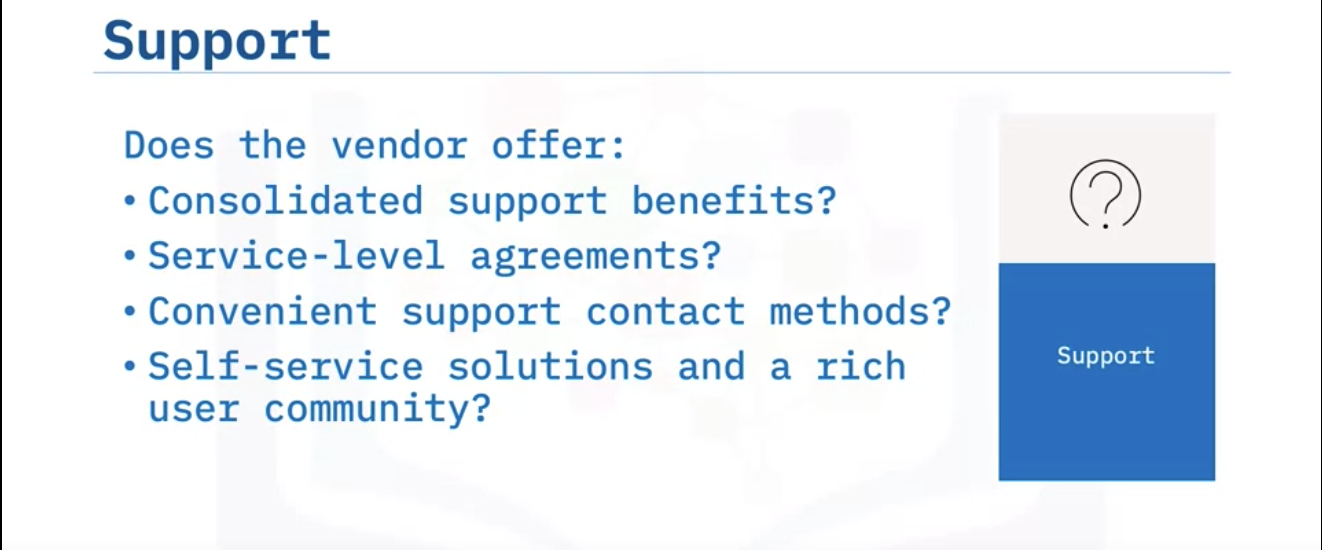 Support
Does the vendor offer:
• Consolidated support benefits?
• Service-level agreements?
• Convenient support contact methods?
• Self-service solutions and a rich
user community?
?
Support